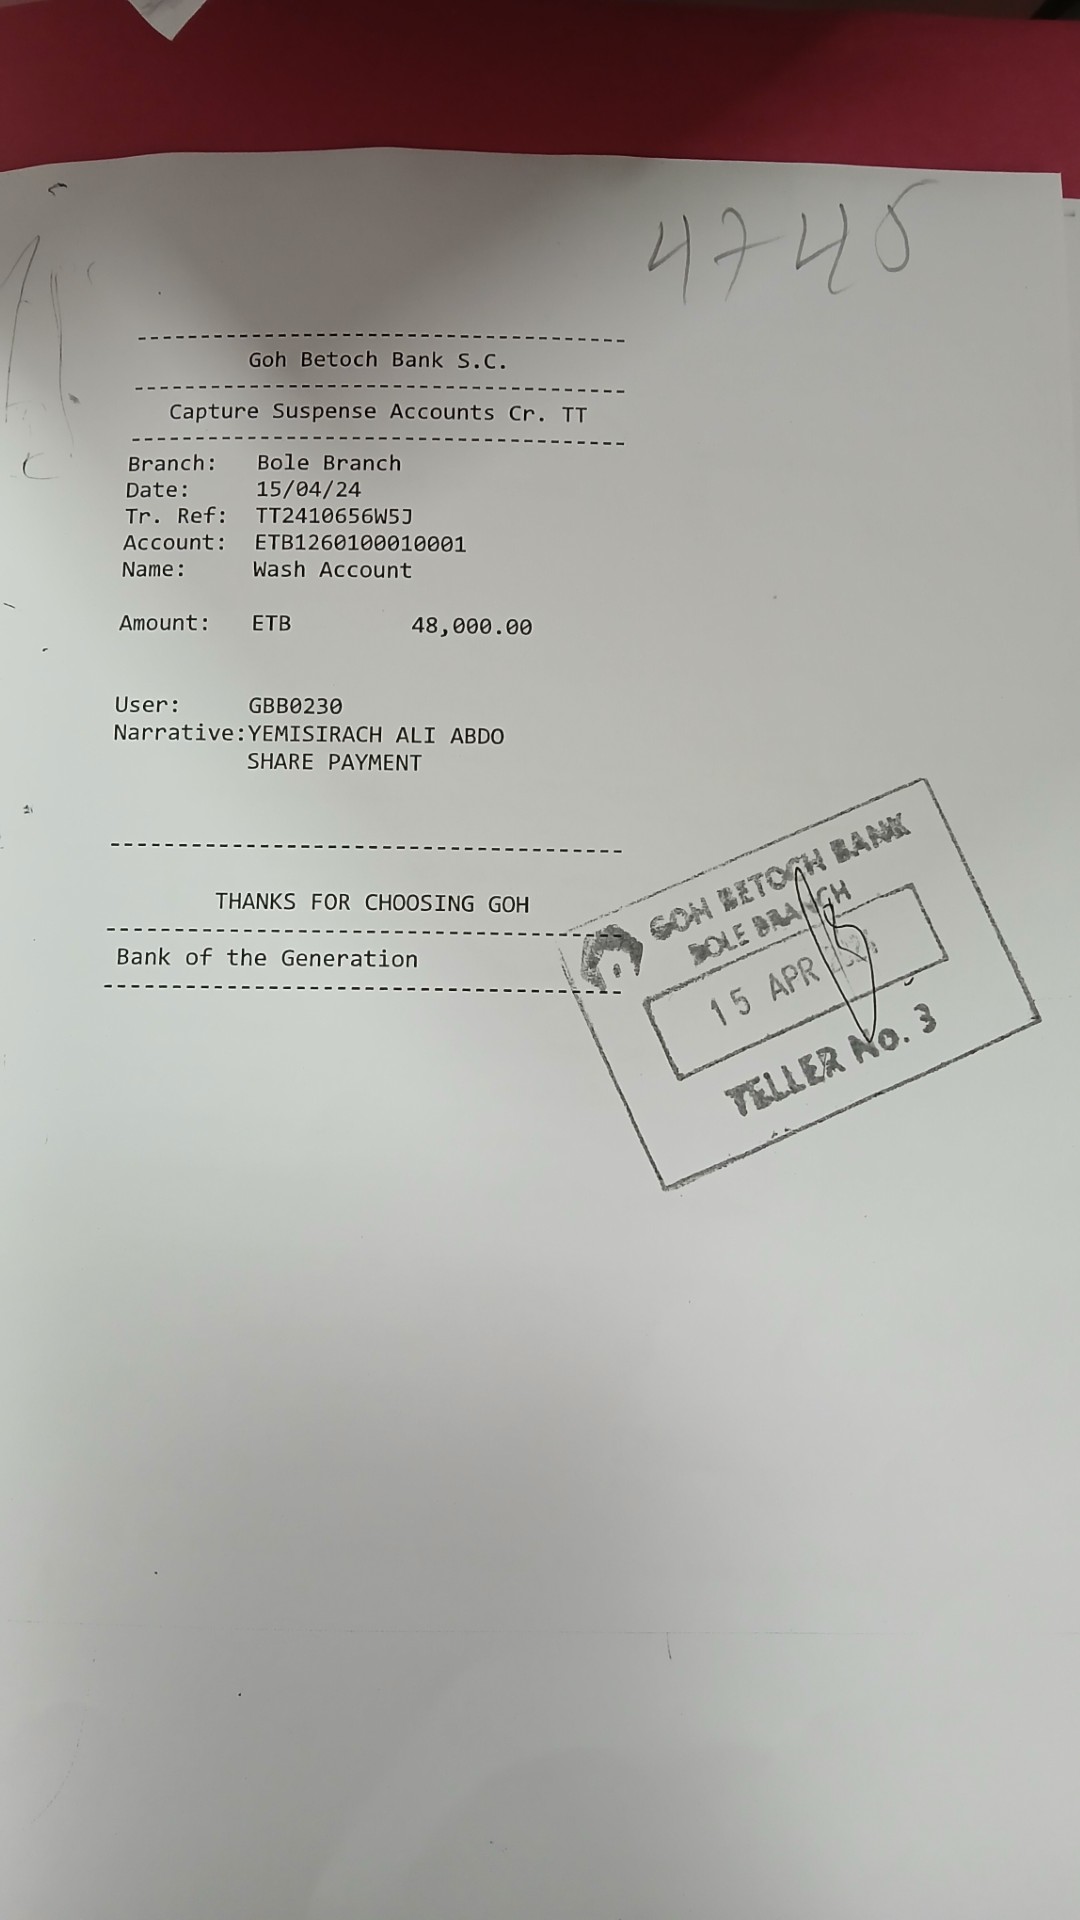 4745
------------------------------------
Goh Betoch Bank S.C.
------------------------------------
Capture Suspense Accounts Cr. TT
------------------------------------
Branch: Bole Branch
Date: 15/04/24
Tr. Ref: TT2410656W5J
Account: ETB1260100010001
Name: Wash Account
Amount: ETB 48,000.00
User: GBB0230
Narrative:YEMISIRACH ALI ABDO
SHARE PAYMENT
------------------------------------
THANKS FOR CHOOSING GOH
------------------------------------
Bank of the Generation
------------------------------------
GOH BETOCH BANK
BOLE BRANCH
15 APR
TELLER NO. 3